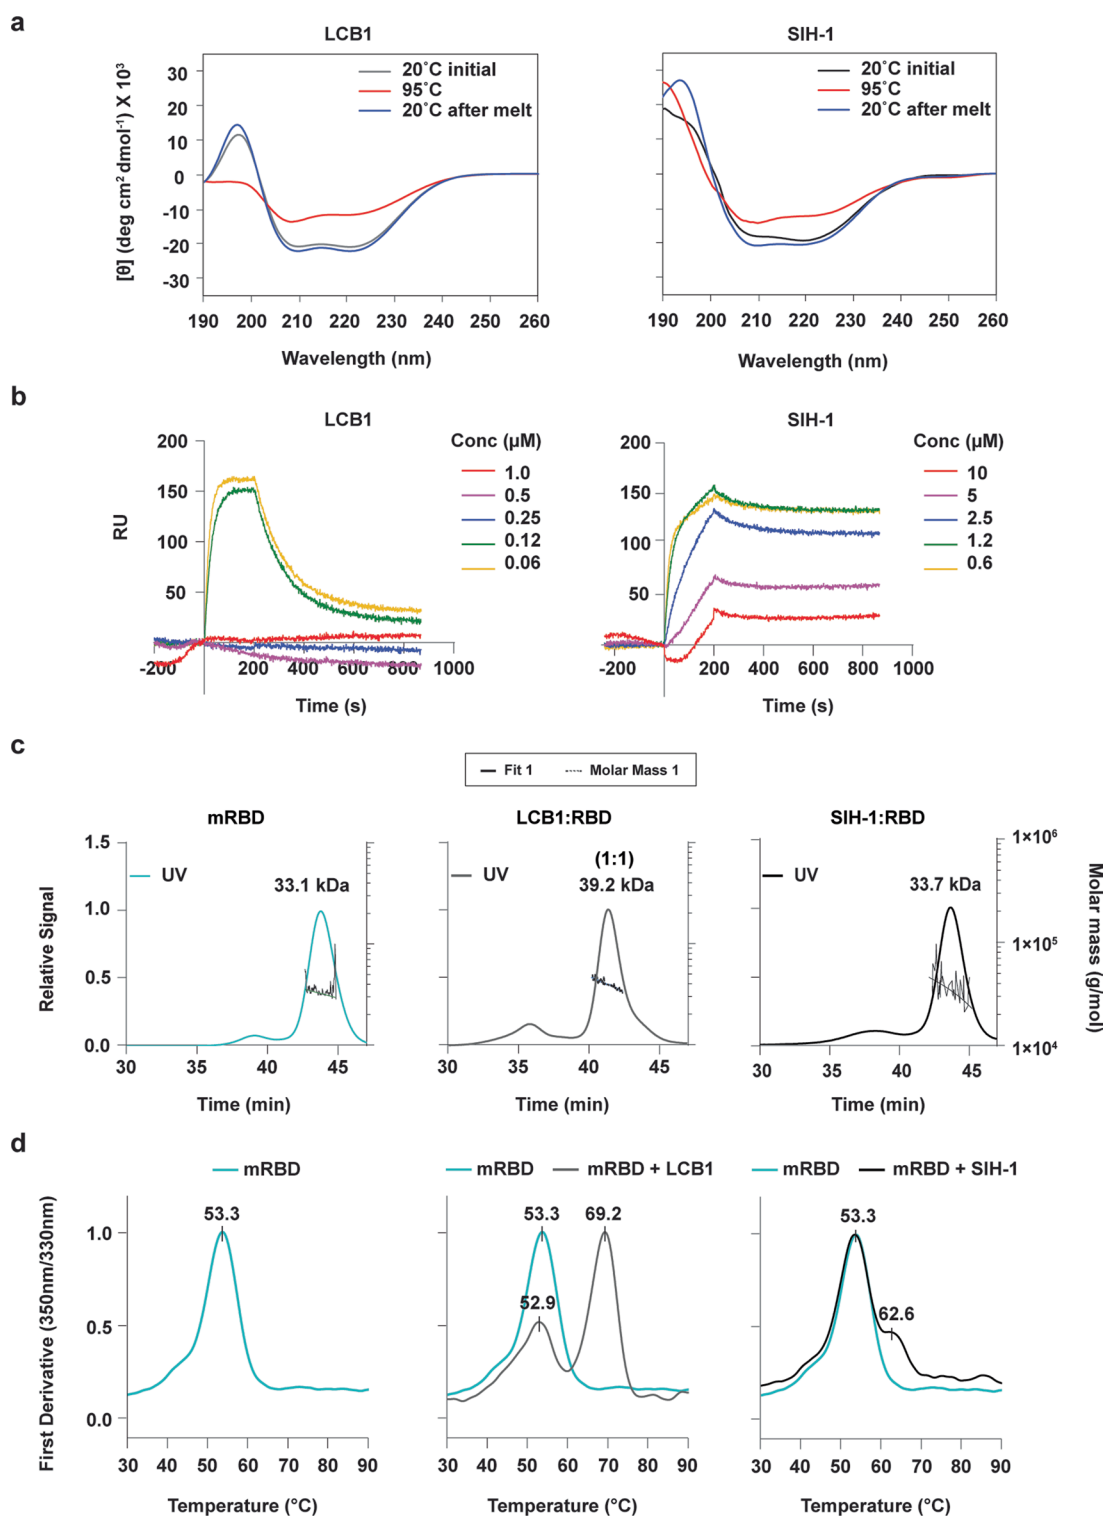 a
LCB1
SIH-1
[θ] (deg cm² dmol⁻¹) X 10³
30
20
10
0
-10
-20
-30
20˚C initial
95˚C
20˚C after melt
20˚C initial
95˚C
20˚C after melt
190 200 210 220 230 240 250 260
190 200 210 220 230 240 250 260
Wavelength (nm)
Wavelength (nm)
b
LCB1
SIH-1
RU
200
150
100
50
Conc (µM)
1.0
0.5
0.25
0.12
0.06
-200 200 400 600 800 1000
Time (s)
200
150
100
50
Conc (µM)
10
5
2.5
1.2
0.6
-200 200 400 600 800 1000
Time (s)
c
Fit 1 Molar Mass 1
mRBD
LCB1:RBD
SIH-1:RBD
Relative Signal
1.5
1.0
0.5
0.0
UV
33.1 kDa
30 35 40 45
Time (min)
UV
(1:1)
39.2 kDa
30 35 40 45
Time (min)
UV
33.7 kDa
30 35 40 45
Time (min)
1×10⁶
1×10⁵
1×10⁴
Molar mass (g/mol)
d
mRBD
mRBD mRBD + LCB1
mRBD mRBD + SIH-1
First Derivative (350nm/330nm)
1.0
0.5
0.0
53.3
30 40 50 60 70 80 90
Temperature (°C)
53.3
69.2
52.9
30 40 50 60 70 80 90
Temperature (°C)
53.3
62.6
30 40 50 60 70 80 90
Temperature (°C)